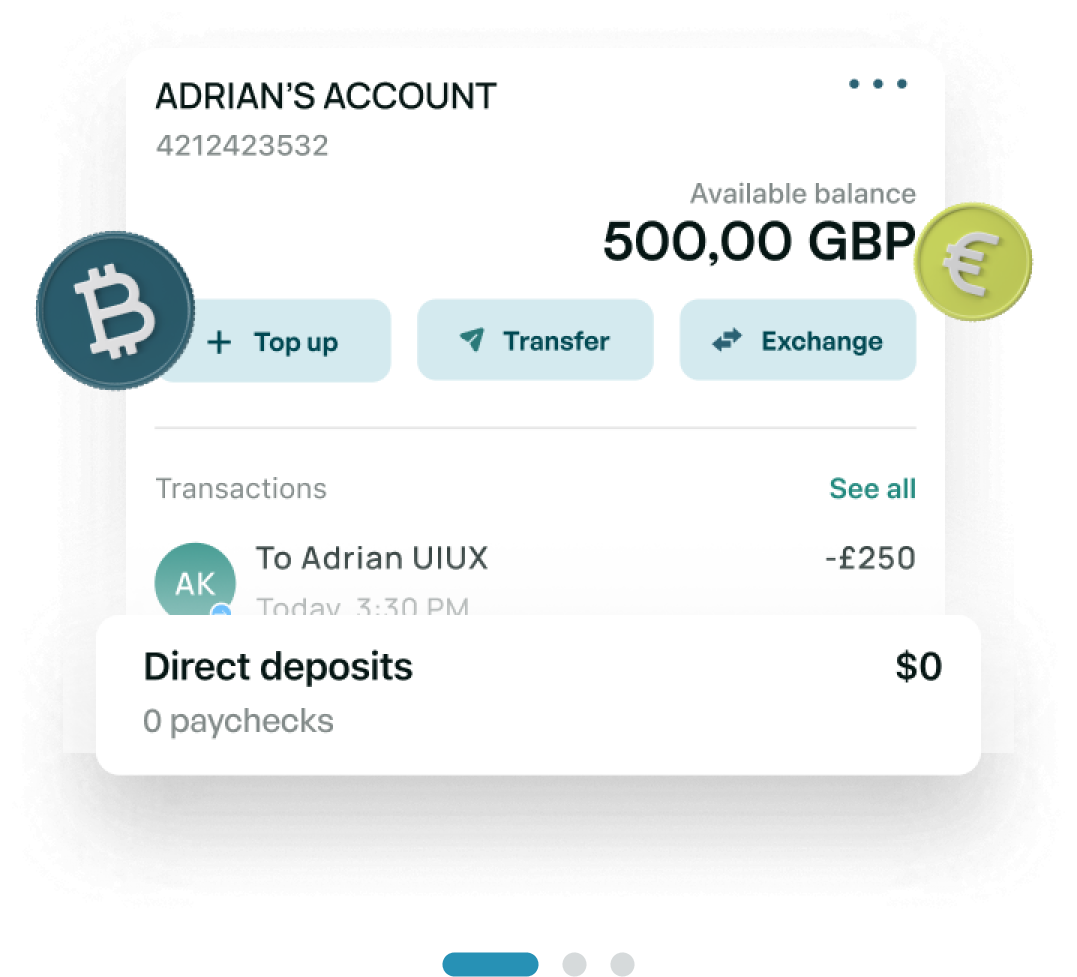 ADRIAN’S ACCOUNT
4212423532
Available balance
500,00 GBP
₿
€
Top up
Transfer
Exchange
Transactions
See all
To Adrian UIUX
-£250
AK
Today, 3:30 PM
Direct deposits
$0
0 paychecks